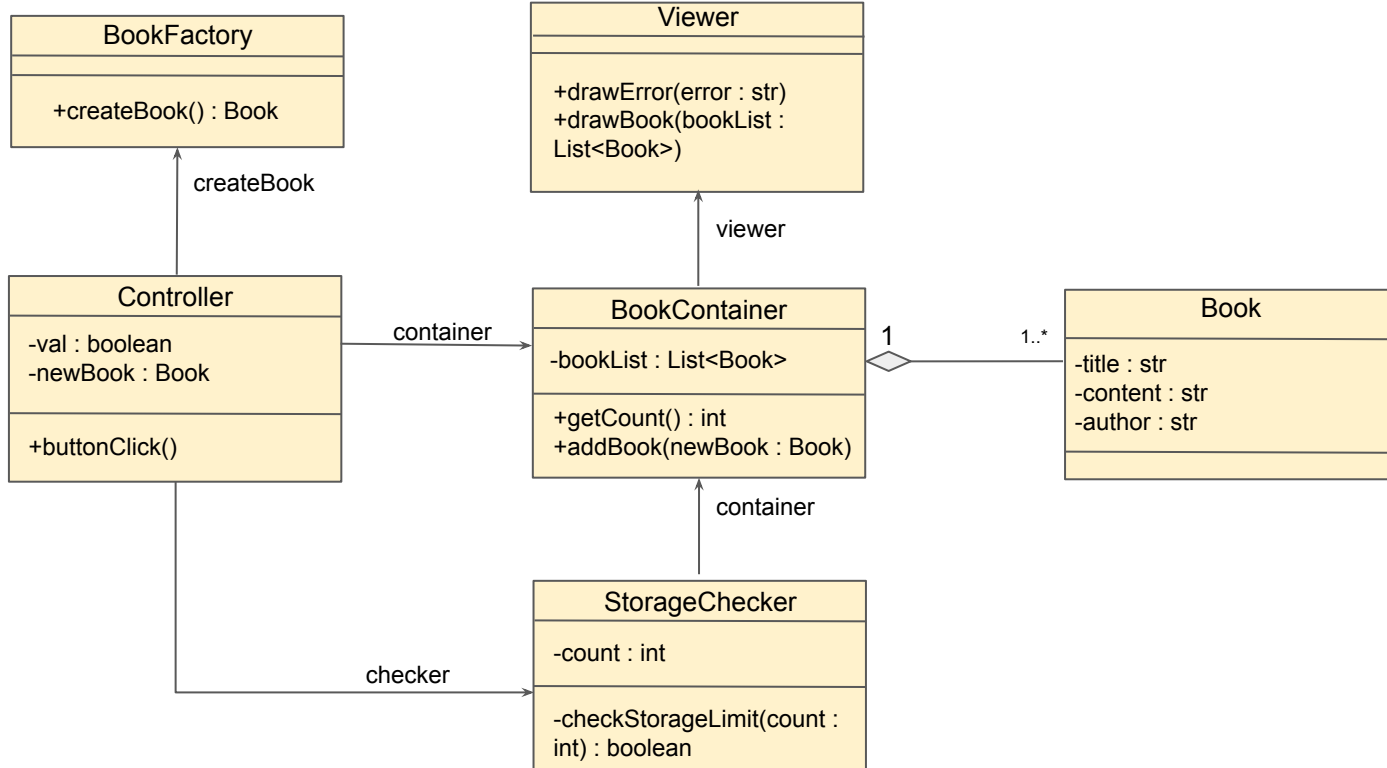 BookFactory
+createBook() : Book
createBook
Viewer
+drawError(error : str)
+drawBook(bookList :
List<Book>)
viewer
Controller
-val : boolean
-newBook : Book
+buttonClick()
container
BookContainer
-bookList : List<Book>
+getCount() : int
+addBook(newBook : Book)
1
1..*
Book
-title : str
-content : str
-author : str
container
checker
StorageChecker
-count : int
-checkStorageLimit(count :
int) : boolean